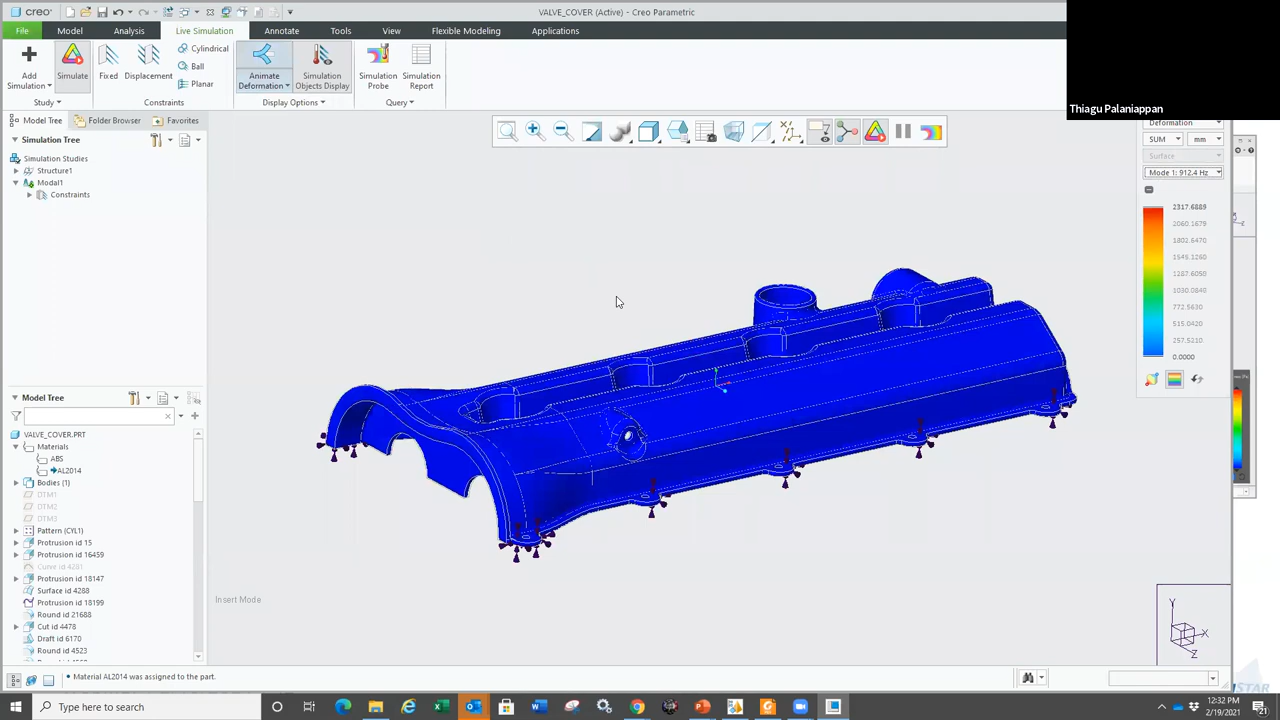 creo
VALVE_COVER (Active) - Creo Parametric
File Model Analysis Live Simulation Annotate Tools View Flexible Modeling Applications
Add Simulation
Simulate
Fixed
Displacement
Cylindrical
Ball
Planar
Animate Deformation
Simulation Objects Display
Simulation Probe
Simulation Report
Study Constraints Display Options Query
Thiagu Palaniappan
Model Tree Folder Browser Favorites
Simulation Tree
Simulation Studies
Structure1
Modal1
Constraints
Deformation
SUM mm
Surface
Mode 1: 912.4 Hz
2317.6889
2060.1679
1802.6470
1545.1260
1287.6050
1030.0840
772.5630
515.0420
257.5210
0.0000
Model Tree
VALVE_COVER.PRT
Materials
ABS
AL2014
Bodies (1)
DTM1
DTM2
DTM3
Pattern (CYL1)
Protrusion id 15
Protrusion id 16459
Curve id 4281
Protrusion id 18147
Surface id 4288
Protrusion id 18199
Round id 21688
Cut id 4478
Draft id 6170
Round id 4523
Insert Mode
Y
X
Z
• Material AL2014 was assigned to the part.
Type here to search
12:32 PM
2/19/2021